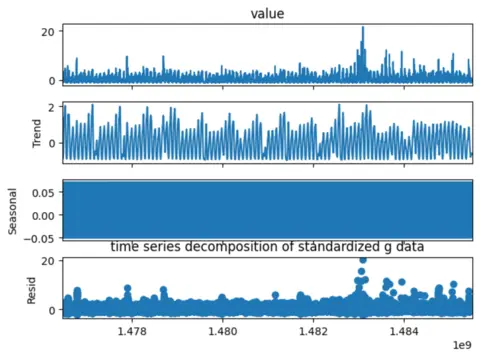 value
20
0
Trend
2
0
Seasonal
0.05
0.00
−0.05
time series decomposition of standardized g data
Resid
20
0
1.478 1.480 1.482 1.484
1e9